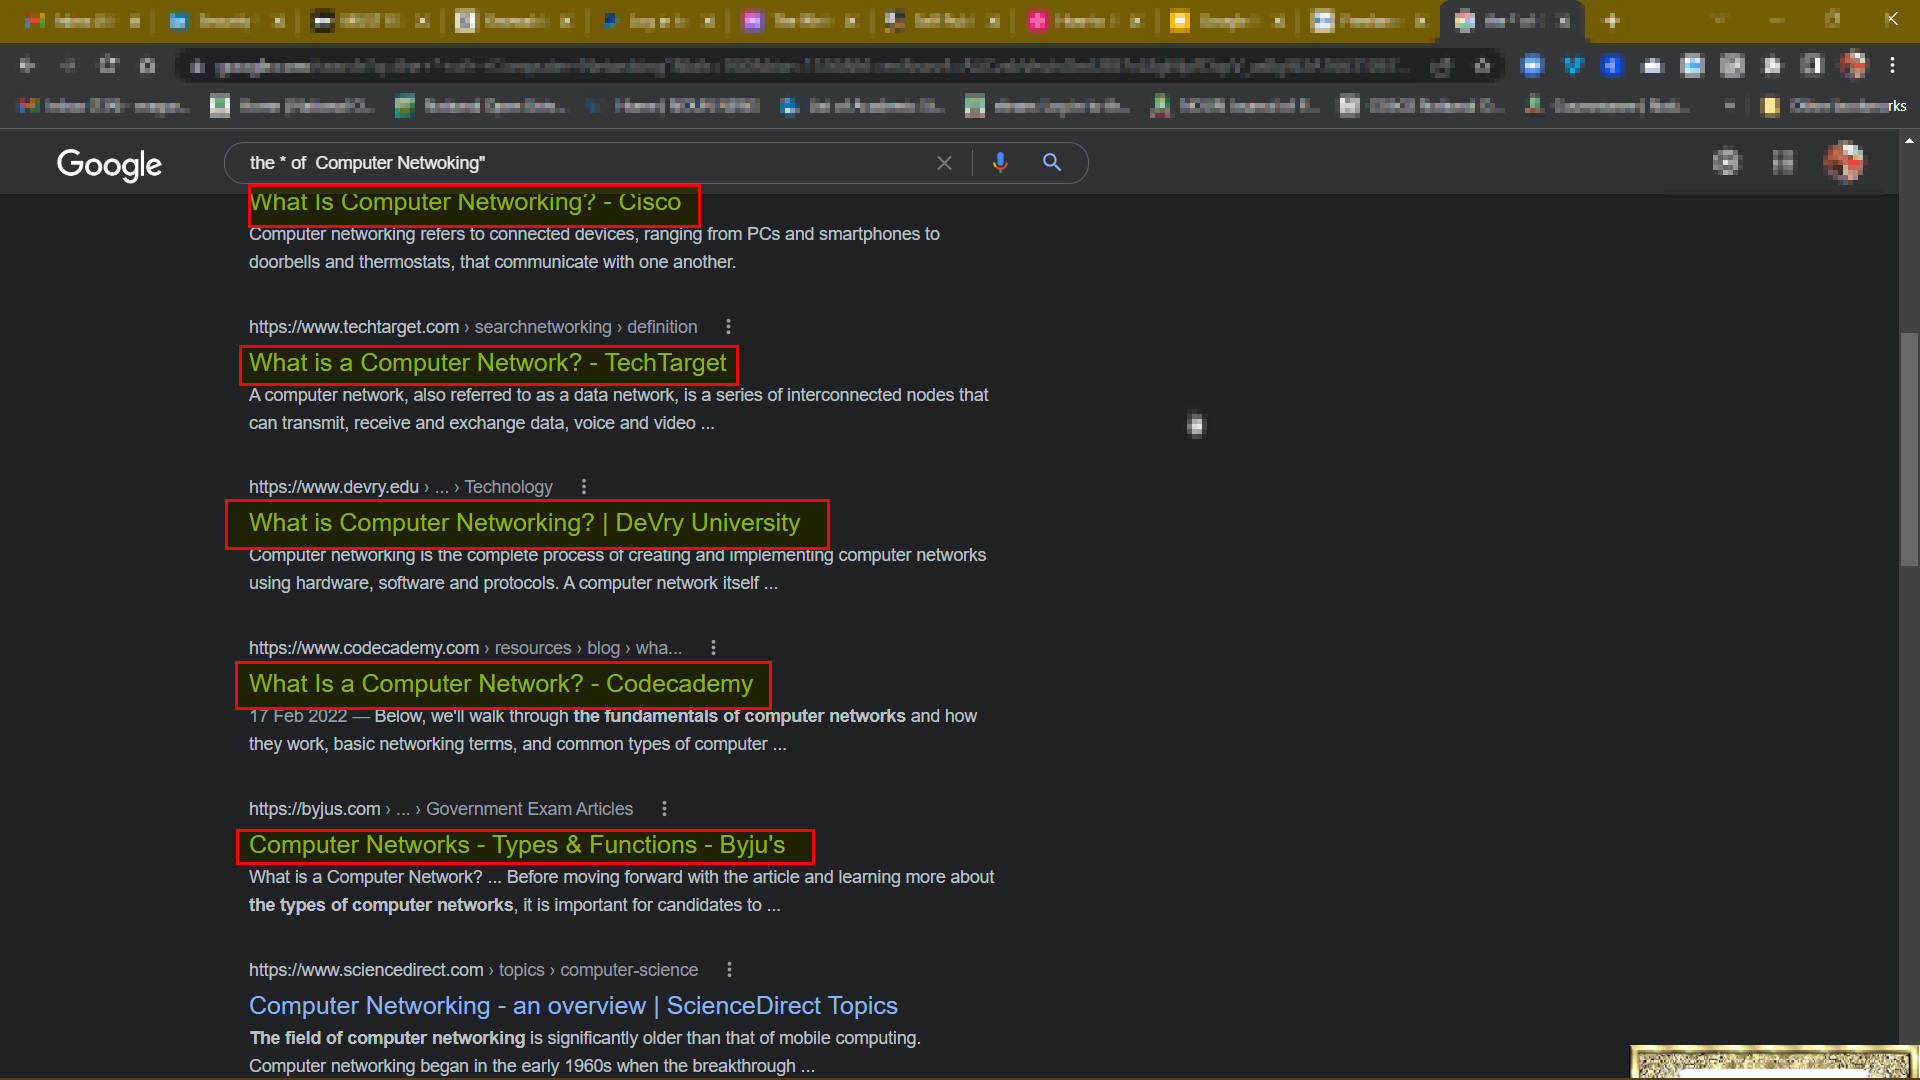 Google
the * of  Computer Netwoking"
What Is Computer Networking? - Cisco
Computer networking refers to connected devices, ranging from PCs and smartphones to
doorbells and thermostats, that communicate with one another.
https://www.techtarget.com › searchnetworking › definition
What is a Computer Network? - TechTarget
A computer network, also referred to as a data network, is a series of interconnected nodes that
can transmit, receive and exchange data, voice and video ...
https://www.devry.edu › ... › Technology
What is Computer Networking? | DeVry University
Computer networking is the complete process of creating and implementing computer networks
using hardware, software and protocols. A computer network itself ...
https://www.codecademy.com › resources › blog › wha...
What Is a Computer Network? - Codecademy
17 Feb 2022 — Below, we'll walk through the fundamentals of computer networks and how
they work, basic networking terms, and common types of computer ...
https://byjus.com › ... › Government Exam Articles
Computer Networks - Types & Functions - Byju's
What is a Computer Network? ... Before moving forward with the article and learning more about
the types of computer networks, it is important for candidates to ...
https://www.sciencedirect.com › topics › computer-science
Computer Networking - an overview | ScienceDirect Topics
The field of computer networking is significantly older than that of mobile computing.
Computer networking began in the early 1960s when the breakthrough ...